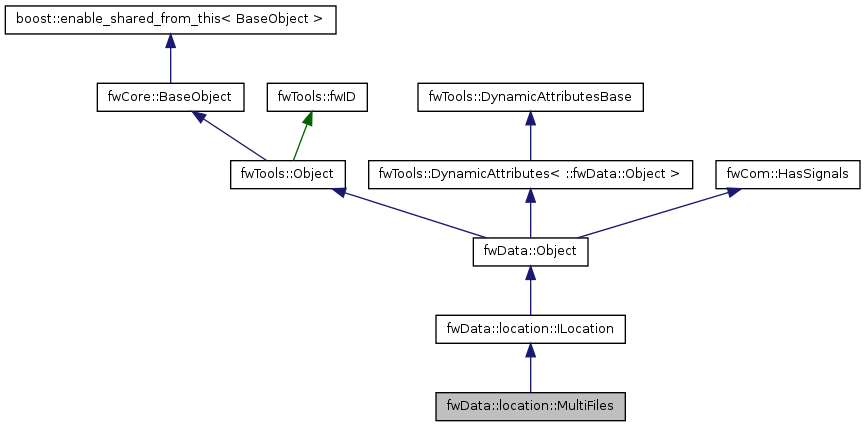 boost::enable_shared_from_this< BaseObject >
fwCore::BaseObject
fwTools::fwID
fwTools::DynamicAttributesBase
fwTools::Object
fwTools::DynamicAttributes< ::fwData::Object >
fwCom::HasSignals
fwData::Object
fwData::location::ILocation
fwData::location::MultiFiles